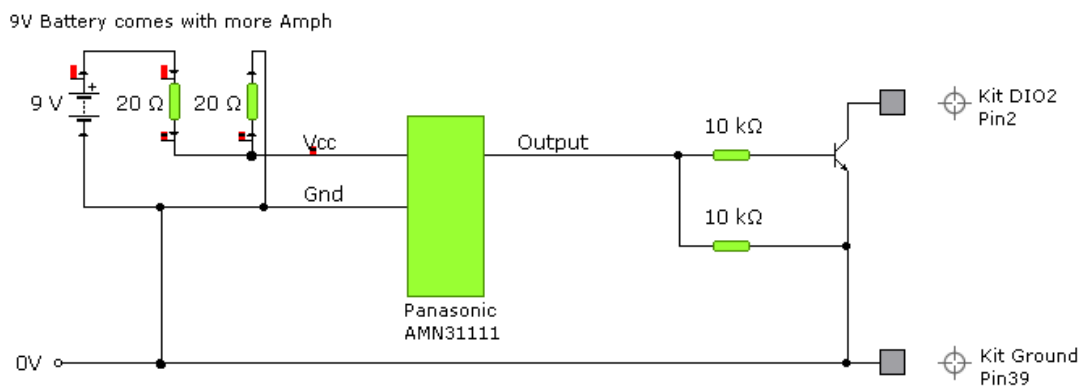 9V Battery comes with more Amph
9 V
20 Ω
20 Ω
Vcc
Gnd
Output
10 kΩ
10 kΩ
Kit DIO2
Pin2
Panasonic
AMN31111
0V
Kit Ground
Pin39